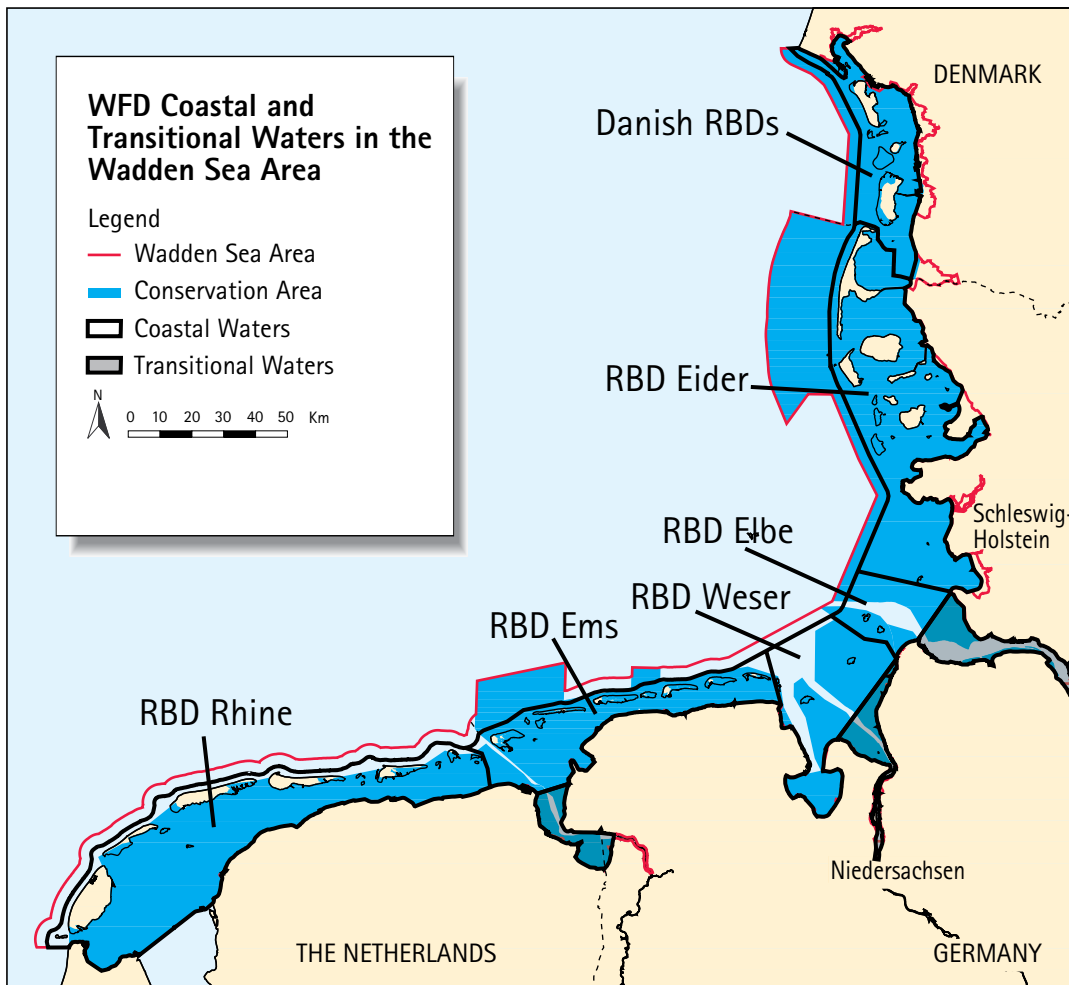 WFD Coastal and
Transitional Waters in the
Wadden Sea Area
Legend
Wadden Sea Area
Conservation Area
Coastal Waters
Transitional Waters
N
0 10 20 30 40 50 Km
DENMARK
Danish RBDs
RBD Eider
Schleswig-
Holstein
RBD Elbe
RBD Weser
RBD Ems
RBD Rhine
Niedersachsen
THE NETHERLANDS
GERMANY